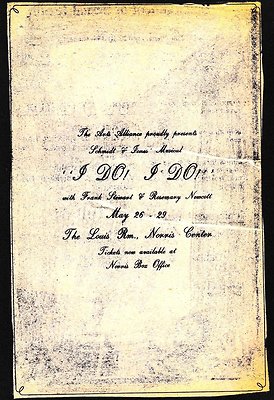 The Arts Alliance proudly presents
Schmidt & Jones' Musical
"I DO! I DO!"
with Frank Stewart & Rosemary Newcott
May 26 - 29
The Louis Rm., Norris Center
Tickets now available at
Norris Box Office